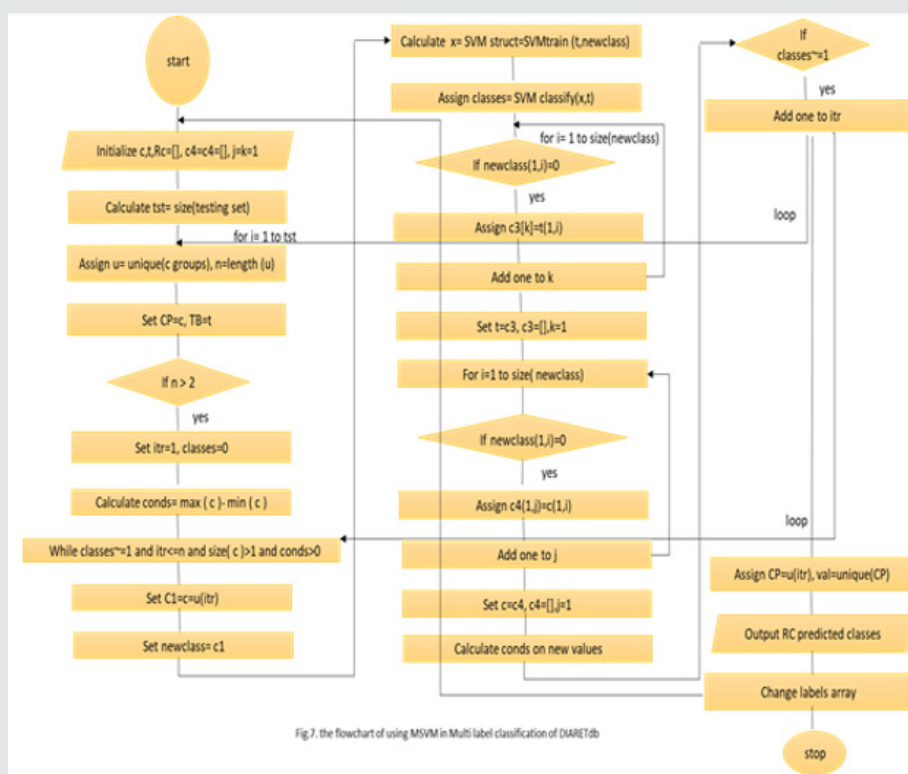 start
Initialize c,t,Rc=[], c4=c4=[], j=k=1
Calculate tst= size(testing set)
for i= 1 to tst
Assign u= unique(c groups), n=length (u)
Set CP=c, TB=t
If n > 2
yes
Set itr=1, classes=0
Calculate conds= max ( c )- min ( c )
While classes~=1 and itr<=n and size( c )>1 and conds>0
Set C1=c=u(itr)
Set newclass= c1
Calculate x= SVM struct=SVMtrain (t,newclass)
Assign classes= SVM classify(x,t)
for i= 1 to size(newclass)
If newclass(1,i)=0
yes
Assign c3[k]=t(1,i)
Add one to k
Set t=c3, c3=[],k=1
For i=1 to size( newclass)
If newclass(1,i)=0
yes
Assign c4(1,j)=c(1,i)
Add one to j
Set c=c4, c4=[],j=1
Calculate conds on new values
If
classes~=1
yes
Add one to itr
loop
loop
Assign CP=u(itr), val=unique(CP)
Output RC predicted classes
Change labels array
stop
Fig.7. the flowchart of using MSVM in Multi label classification of DIARETdb